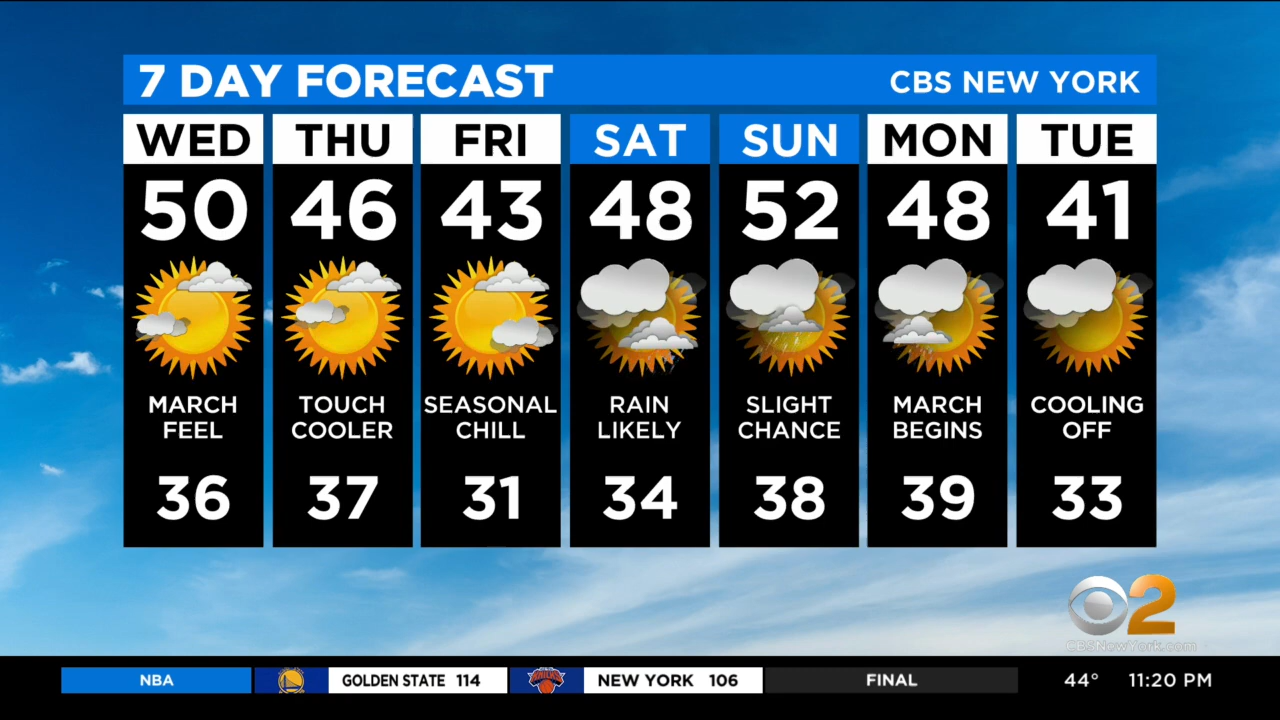 7 DAY FORECAST CBS NEW YORK
WED THU FRI SAT SUN MON TUE
50 46 43 48 52 48 41
MARCH FEEL TOUCH COOLER SEASONAL CHILL RAIN LIKELY SLIGHT CHANCE MARCH BEGINS COOLING OFF
36 37 31 34 38 39 33
2
CBSNewYork.com
NBA GOLDEN STATE 114 NEW YORK 106 FINAL 44° 11:20 PM